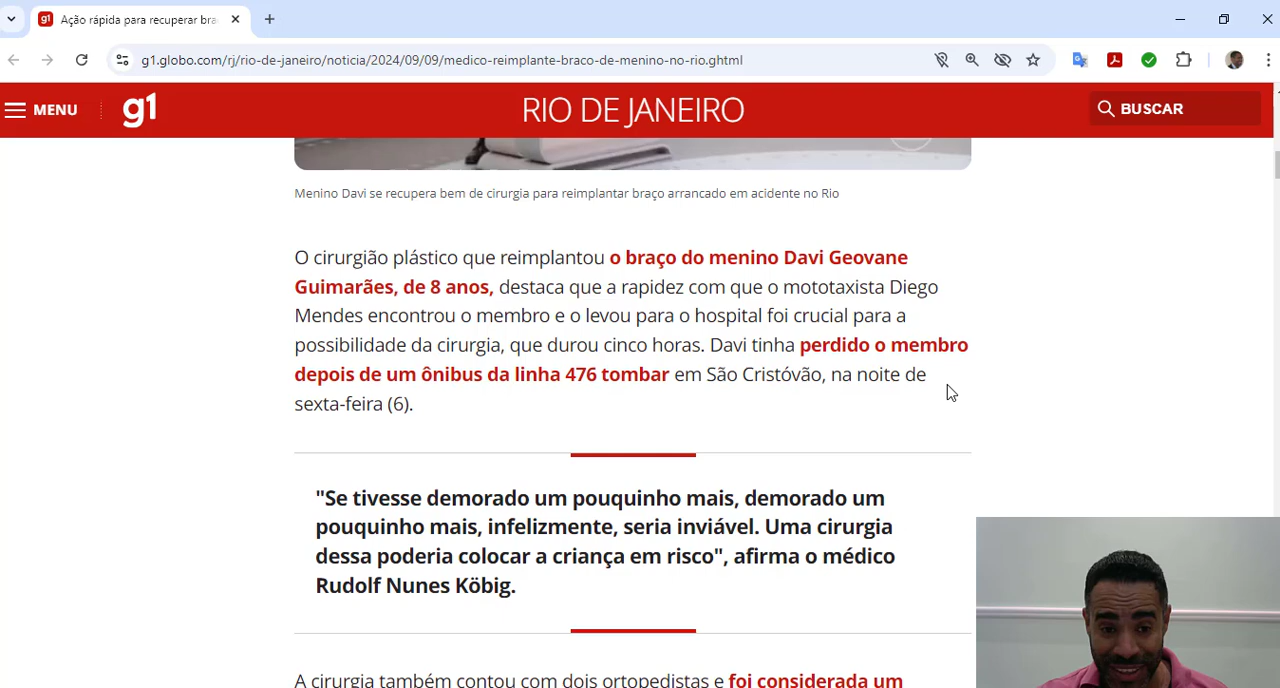 g1 Ação rápida para recuperar bra
g1.globo.com/rj/rio-de-janeiro/noticia/2024/09/09/medico-reimplante-braco-de-menino-no-rio.ghtml
MENU g1 RIO DE JANEIRO BUSCAR
Menino Davi se recupera bem de cirurgia para reimplantar braço arrancado em acidente no Rio
O cirurgião plástico que reimplantou o braço do menino Davi Geovane
Guimarães, de 8 anos, destaca que a rapidez com que o mototaxista Diego
Mendes encontrou o membro e o levou para o hospital foi crucial para a
possibilidade da cirurgia, que durou cinco horas. Davi tinha perdido o membro
depois de um ônibus da linha 476 tombar em São Cristóvão, na noite de
sexta-feira (6).
"Se tivesse demorado um pouquinho mais, demorado um
pouquinho mais, infelizmente, seria inviável. Uma cirurgia
dessa poderia colocar a criança em risco", afirma o médico
Rudolf Nunes Köbig.
A cirurgia também contou com dois ortopedistas e foi considerada um